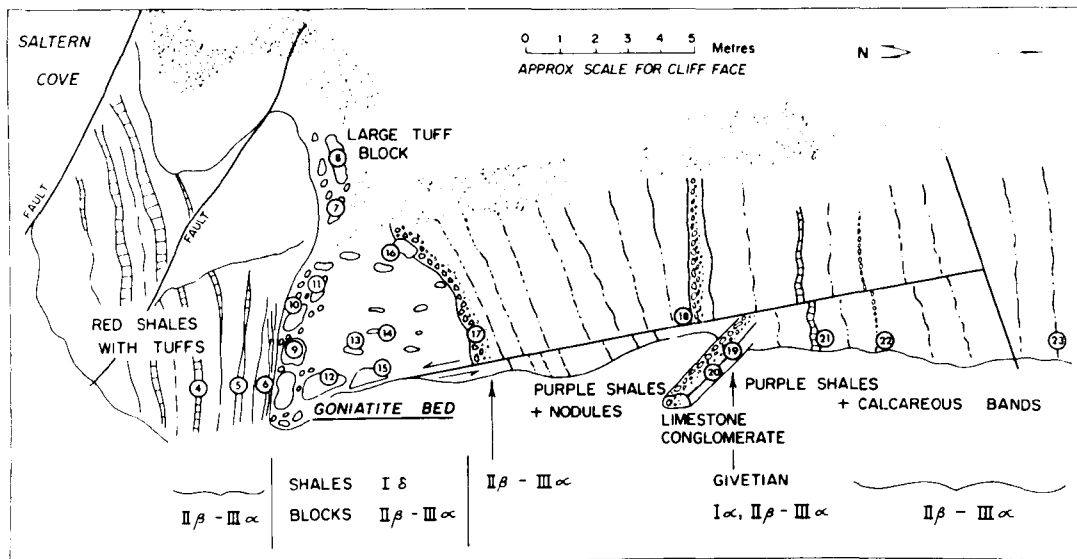 SALTERN
COVE
0 1 2 3 4 5 Metres
APPROX SCALE FOR CLIFF FACE
N
LARGE TUFF
BLOCK
FAULT
FAULT
8
7
16
11
10
18
RED SHALES
WITH TUFFS
13
14
17
9
19
21
22
23
4
5
6
12
15
20
GONIATITE BED
PURPLE SHALES
+ NODULES
LIMESTONE
CONGLOMERATE
PURPLE SHALES
+ CALCAREOUS BANDS
SHALES I δ
BLOCKS IIβ - IIIα
IIβ - IIIα
IIβ - IIIα
GIVETIAN
Iα, IIβ - IIIα
IIβ - IIIα